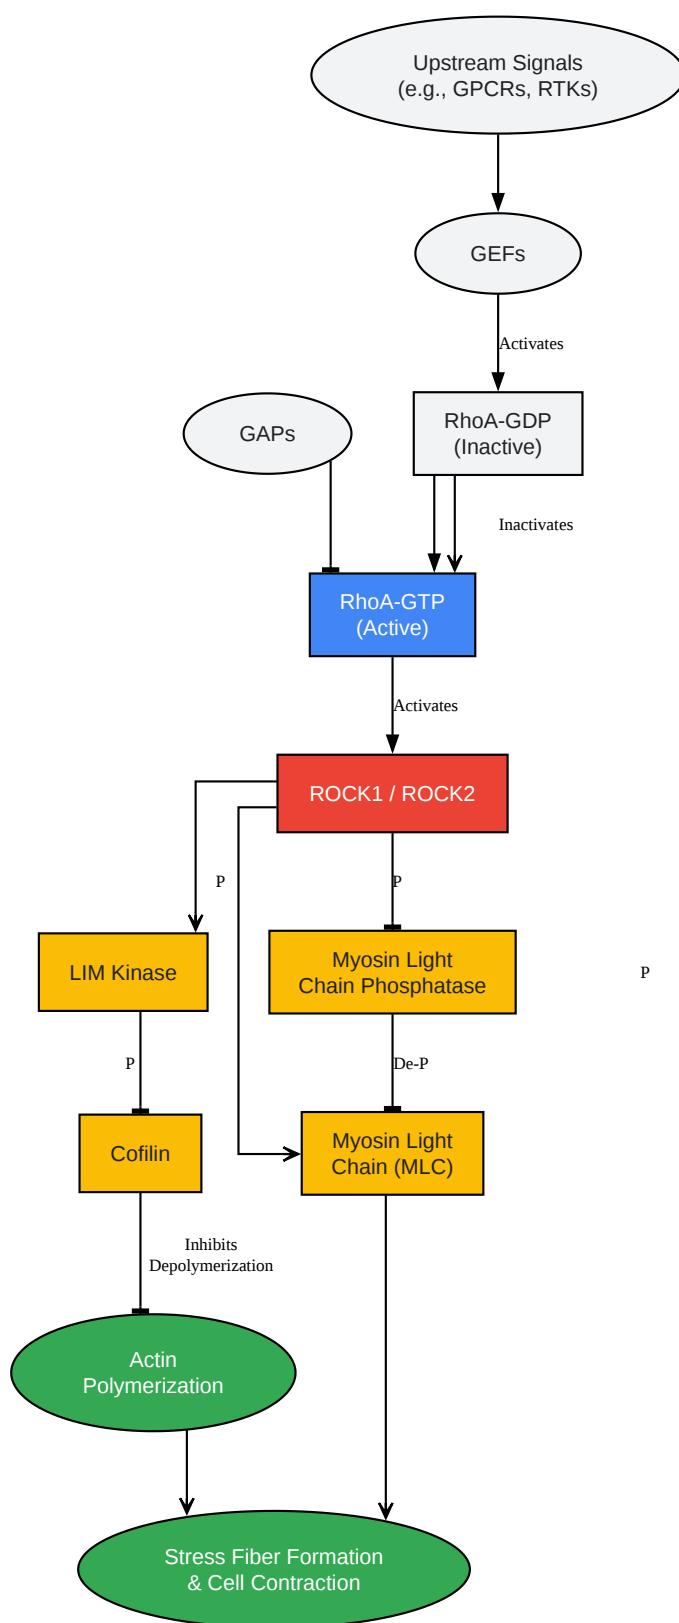 Upstream Signals
(e.g., GPCRs, RTKs)
GEFs
Activates
GAPs
RhoA-GDP
(Inactive)
Inactivates
RhoA-GTP
(Active)
Activates
ROCK1 / ROCK2
P
P
LIM Kinase
Myosin Light
Chain Phosphatase
P
P
De-P
Cofilin
Myosin Light
Chain (MLC)
Inhibits
Depolymerization
Actin
Polymerization
Stress Fiber Formation
& Cell Contraction